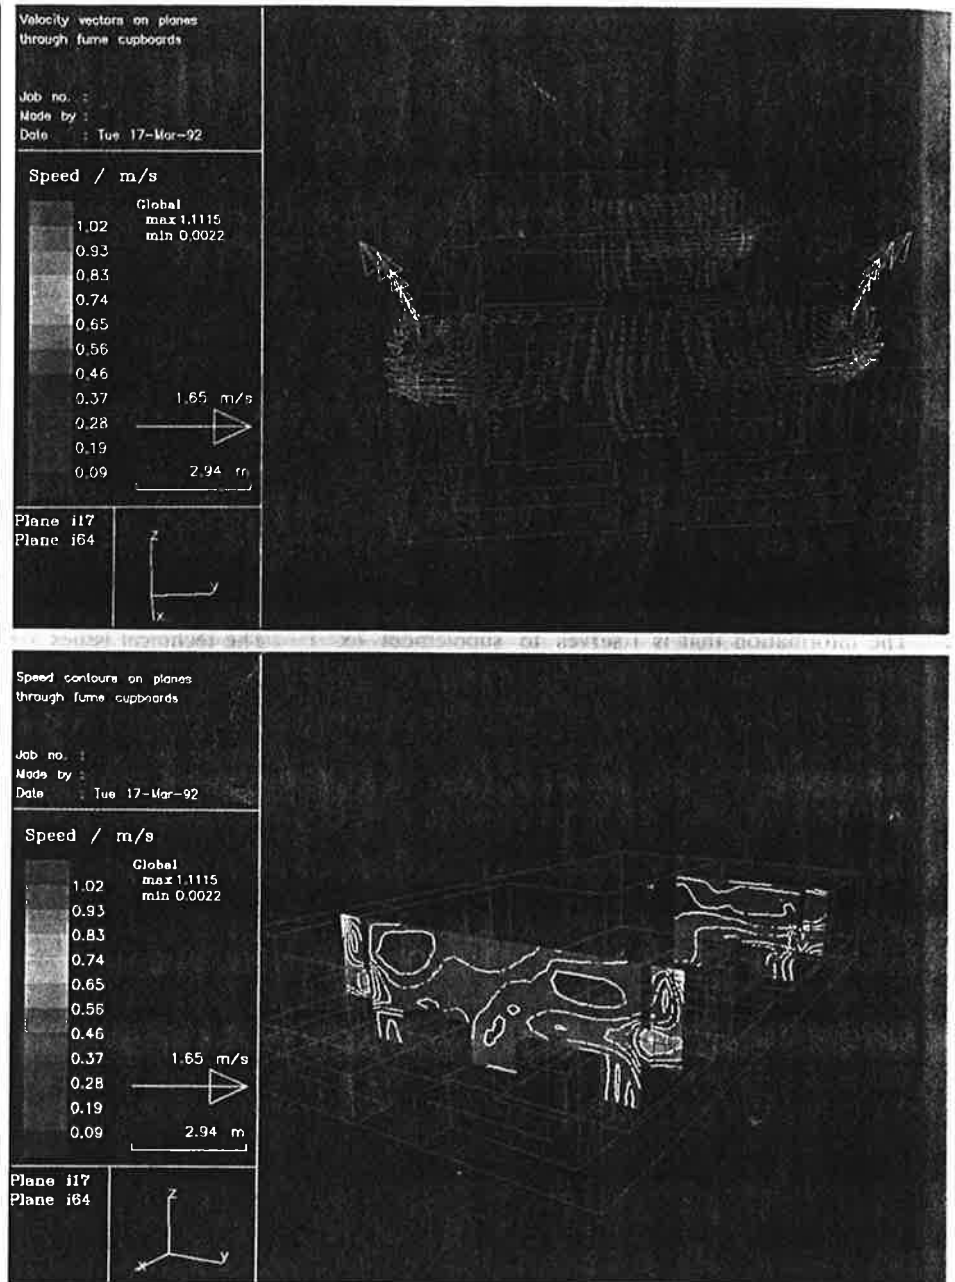 Velocity vectors on planes
through fume cupboards
Job no. :
Made by :
Date : Tue 17-Mar-92
Speed / m/s
Global
max 1.1115
min 0.0022
1.02
0.93
0.83
0.74
0.65
0.56
0.46
0.37
0.28
0.19
0.09
1.65 m/s
2.94 m
Plane i17
Plane i64
z
y
x
Speed contours on planes
through fume cupboards
Job no. :
Made by :
Date : Tue 17-Mar-92
Speed / m/s
Global
max 1.1115
min 0.0022
1.02
0.93
0.83
0.74
0.65
0.56
0.46
0.37
0.28
0.19
0.09
1.65 m/s
2.94 m
Plane i17
Plane i64
z
x
y